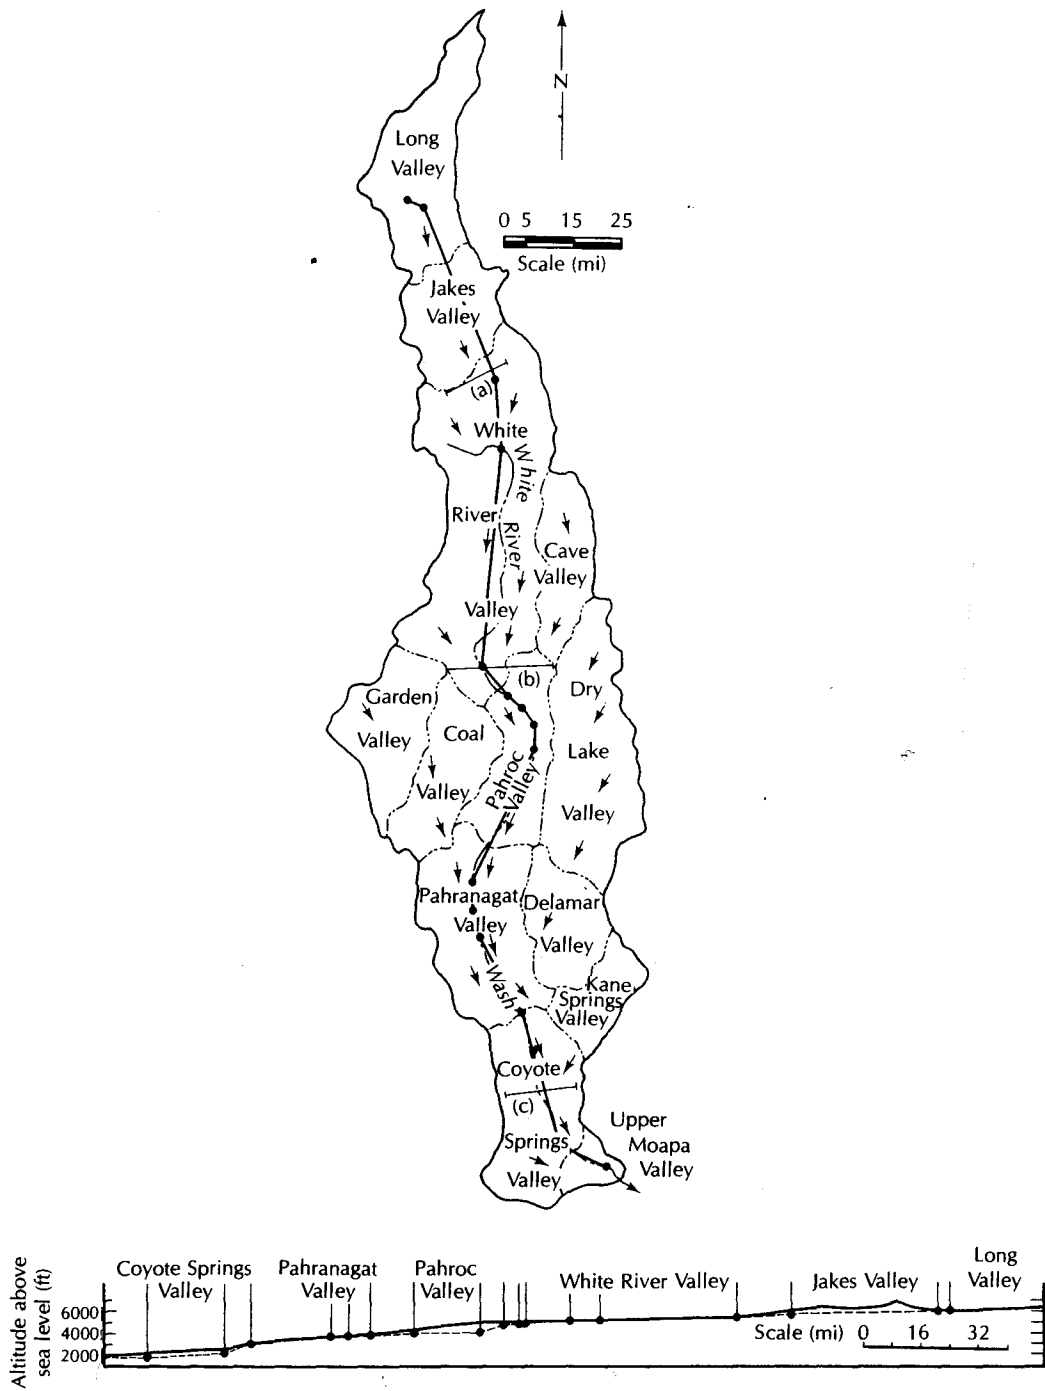 Long
Valley
N
0 5 15 25
Scale (mi)
Jakes
Valley
(a)
White
White
River
River
Cave
Valley
Valley
(b)
Garden
Valley
Coal
Valley
Dry
Lake
Valley
Pahroc
Valley
Pahranagat
Valley
Delamar
Valley
Wash
Kane
Springs
Valley
Coyote
(c)
Springs
Valley
Upper
Moapa
Valley
Altitude above
sea level (ft)
6000
4000
2000
Coyote Springs
Valley
Pahranagat
Valley
Pahroc
Valley
White River Valley
Jakes Valley
Long
Valley
Scale (mi) 0 16 32